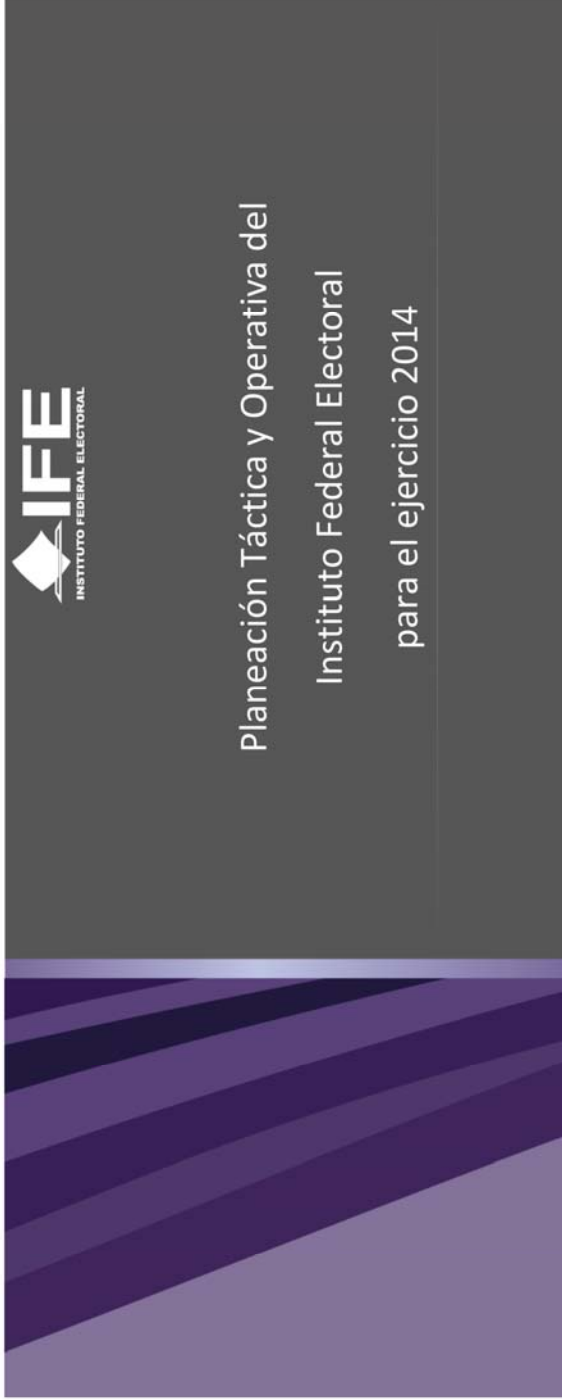 IFE
INSTITUTO FEDERAL ELECTORAL
Planeación Táctica y Operativa del
Instituto Federal Electoral
para el ejercicio 2014